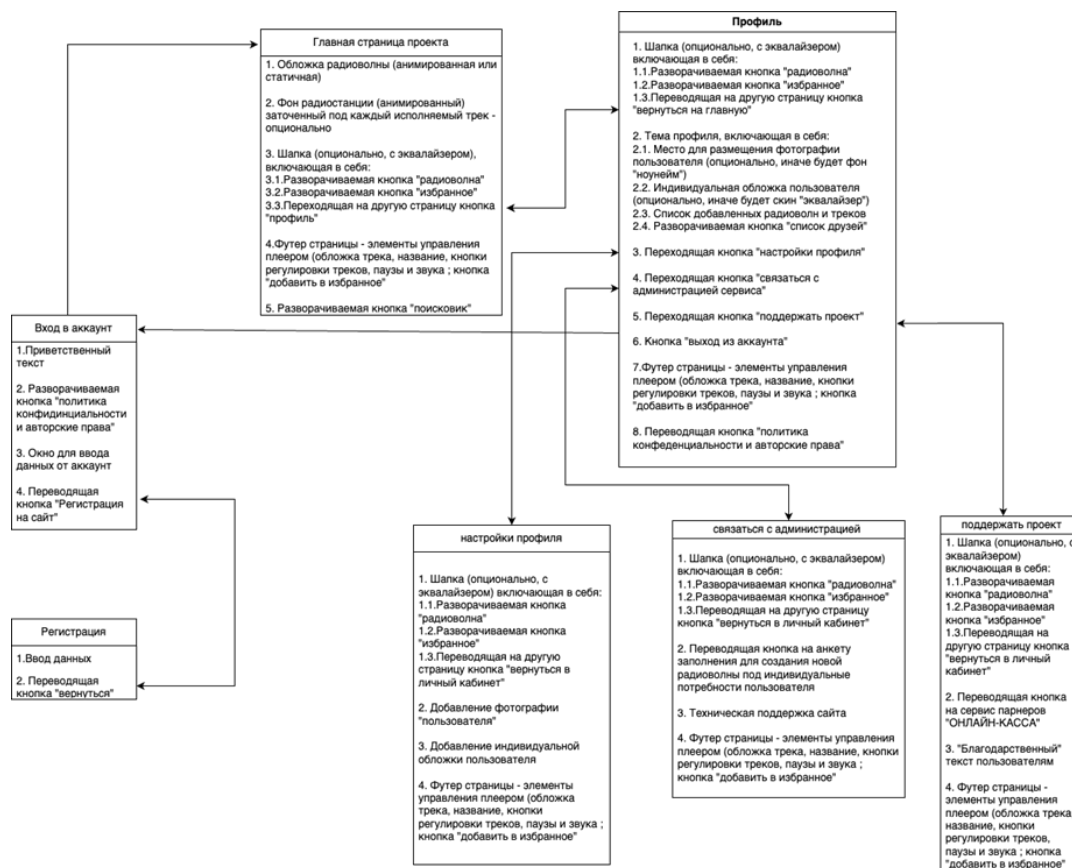 Главная страница проекта
1. Обложка радиоволны (анимированная или
статичная)
2. Фон радиостанции (анимированный)
заточенный под каждый исполняемый трек -
опционально
3. Шапка (опционально, с эквалайзером),
включающая в себя:
3.1.Разворачиваемая кнопка "радиоволна"
3.2.Разворачиваемая кнопка "избранное"
3.3.Переходящая на другую страницу кнопка
"профиль"
4.Футер страницы - элементы управления
плеером (обложка трека, название, кнопки
регулировки треков, паузы и звука ; кнопка
"добавить в избранное"
5. Разворачиваемая кнопка "поисковик"
Профиль
1. Шапка (опционально, с эквалайзером)
включающая в себя:
1.1.Разворачиваемая кнопка "радиоволна"
1.2.Разворачиваемая кнопка "избранное"
1.3.Переводящая на другую страницу кнопка
"вернуться на главную"
2. Тема профиля, включающая в себя:
2.1. Место для размещения фотографии
пользователя (опционально, иначе будет фон
"ноунейм")
2.2. Индивидуальная обложка пользователя
(опционально, иначе будет скин "эквалайзер")
2.3. Список добавленных радиоволн и треков
2.4. Разворачиваемая кнопка "список друзей"
3. Переходящая кнопка "настройки профиля"
4. Переходящая кнопка "связаться с
администрацией сервиса"
5. Переходящая кнопка "поддержать проект"
6. Кнопка "выход из аккаунта"
7.Футер страницы - элементы управления
плеером (обложка трека, название, кнопки
регулировки треков, паузы и звука ; кнопка
"добавить в избранное"
8. Переводящая кнопка "политика
конфеденциальности и авторские права"
Вход в аккаунт
1.Приветственный
текст
2. Разворачиваемая
кнопка "политика
конфидинциальности
и авторские права"
3. Окно для ввода
данных от аккаунт
4. Переводящая
кнопка "Регистрация
на сайт"
Регистрация
1.Ввод данных
2. Переводящая
кнопка "вернуться"
настройки профиля
1. Шапка (опционально, с
эквалайзером) включающая в себя:
1.1.Разворачиваемая кнопка
"радиоволна"
1.2.Разворачиваемая кнопка
"избранное"
1.3.Переводящая на другую
страницу кнопка "вернуться в
личный кабинет"
2. Добавление фотографии
"пользователя"
3. Добавление индивидуальной
обложки пользователя
4. Футер страницы - элементы
управления плеером (обложка
трека, название, кнопки
регулировки треков, паузы и звука ;
кнопка "добавить в избранное"
связаться с администрацией
1. Шапка (опционально, с эквалайзером)
включающая в себя:
1.1.Разворачиваемая кнопка "радиоволна"
1.2.Разворачиваемая кнопка "избранное"
1.3.Переводящая на другую страницу
кнопка "вернуться в личный кабинет"
2. Переводящая кнопка на анкету
заполнения для создания новой
радиоволны под индивидуальные
потребности пользователя
3. Техническая поддержка сайта
4. Футер страницы - элементы управления
плеером (обложка трека, название, кнопки
регулировки треков, паузы и звука ;
кнопка "добавить в избранное"
поддержать проект
1. Шапка (опционально, с
эквалайзером)
включающая в себя:
1.1.Разворачиваемая
кнопка "радиоволна"
1.2.Разворачиваемая
кнопка "избранное"
1.3.Переводящая на
другую страницу кнопка
"вернуться в личный
кабинет"
2. Переводящая кнопка
на сервис парнеров
"ОНЛАЙН-КАССА"
3. "Благодарственный"
текст пользователям
4. Футер страницы -
элементы управления
плеером (обложка трека,
название, кнопки
регулировки треков,
паузы и звука ; кнопка
"добавить в избранное"